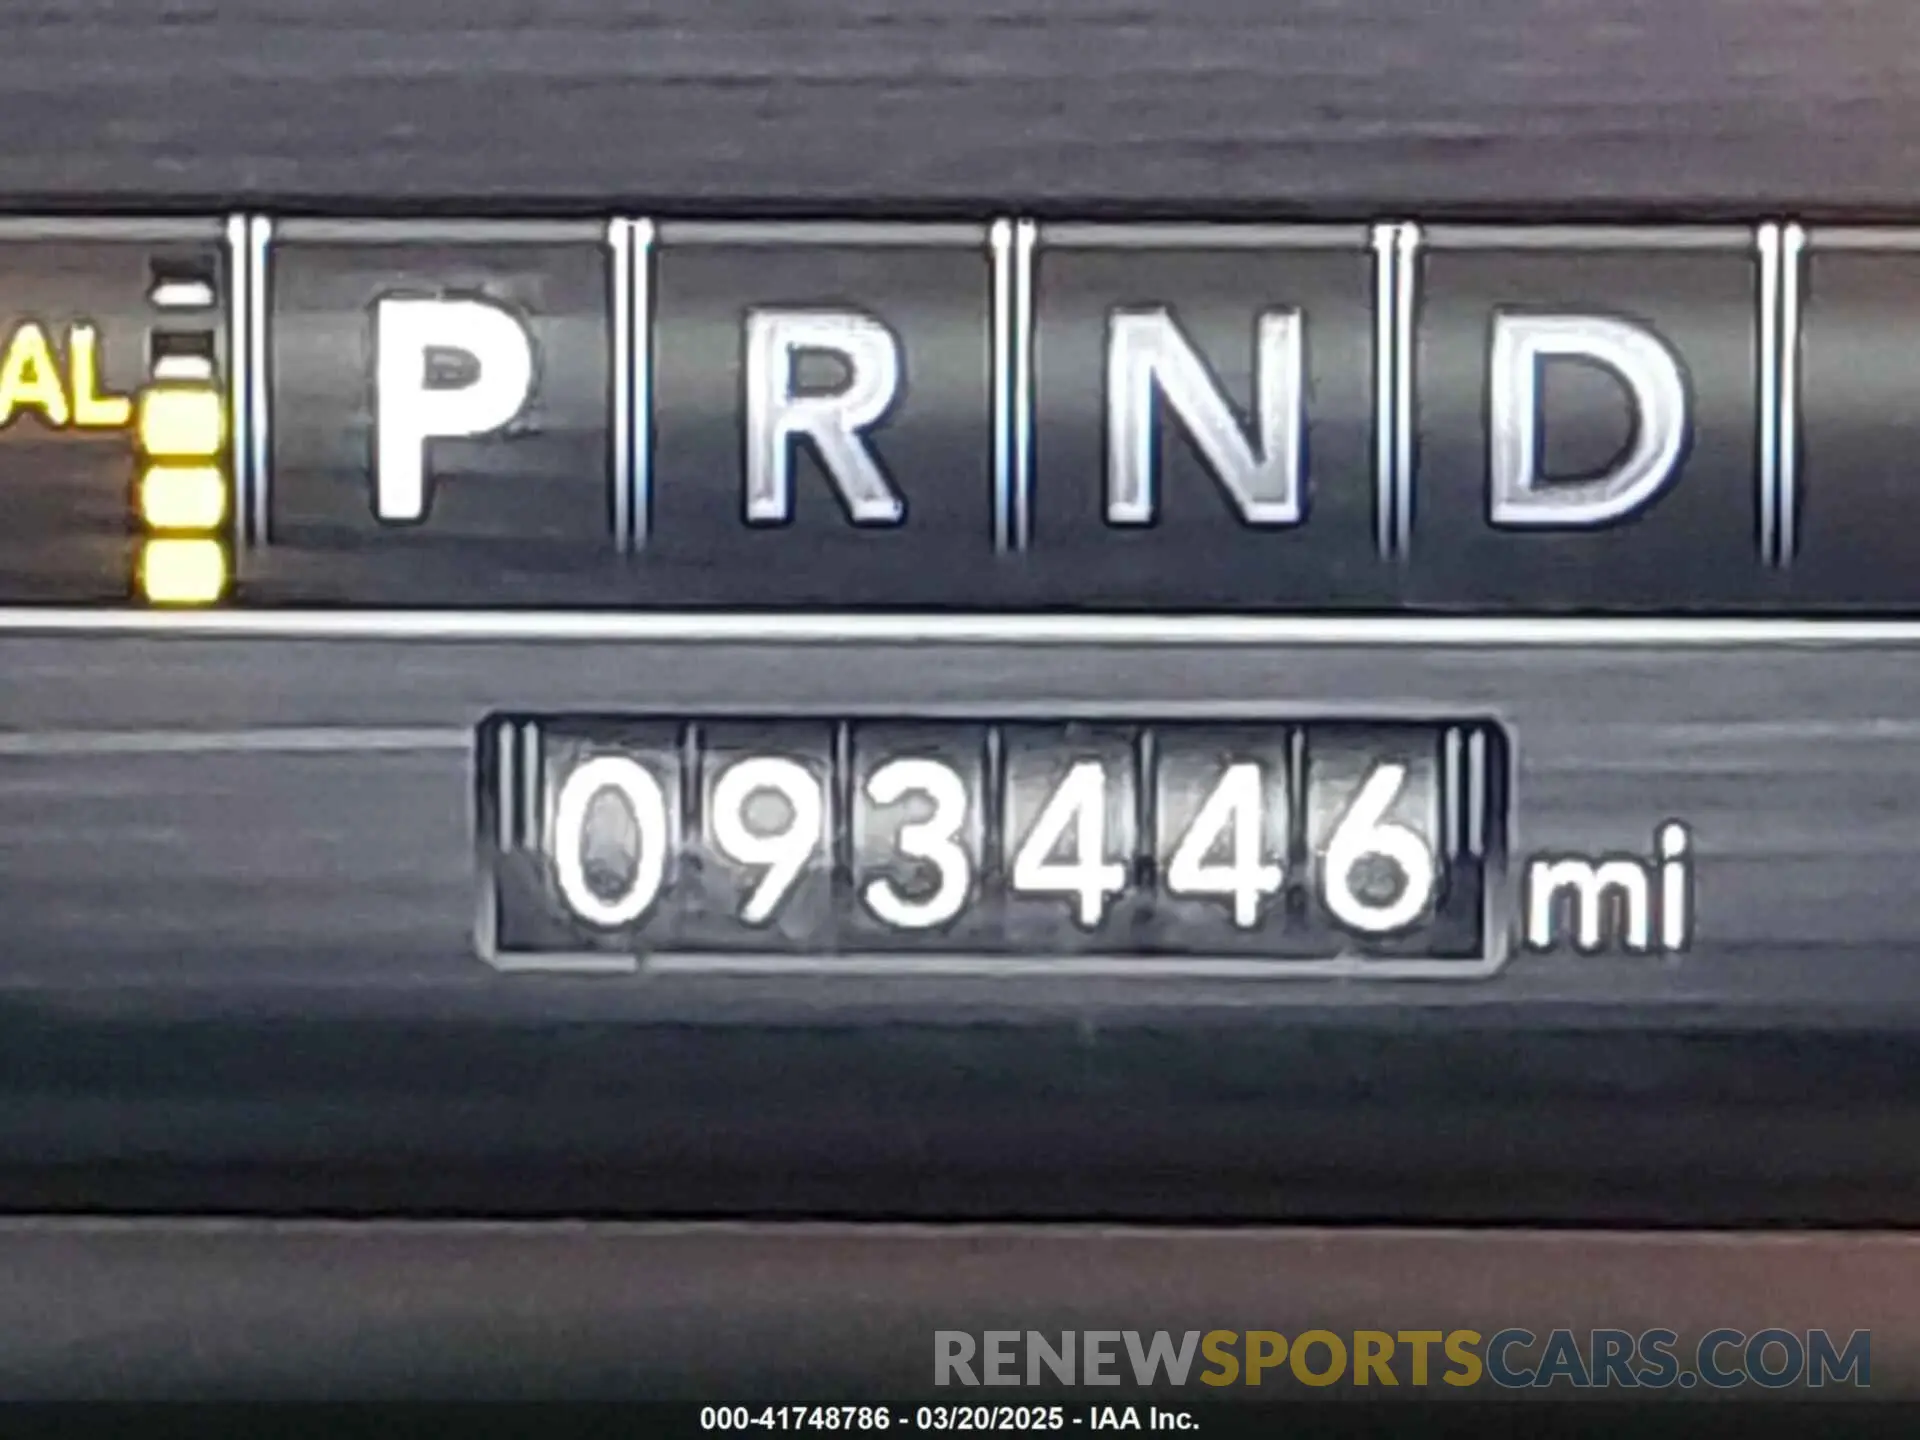 AL P R N D
093446 mi
RENEWSPORTSCARS.COM
000-41748786 - 03/20/2025 - IAA Inc.